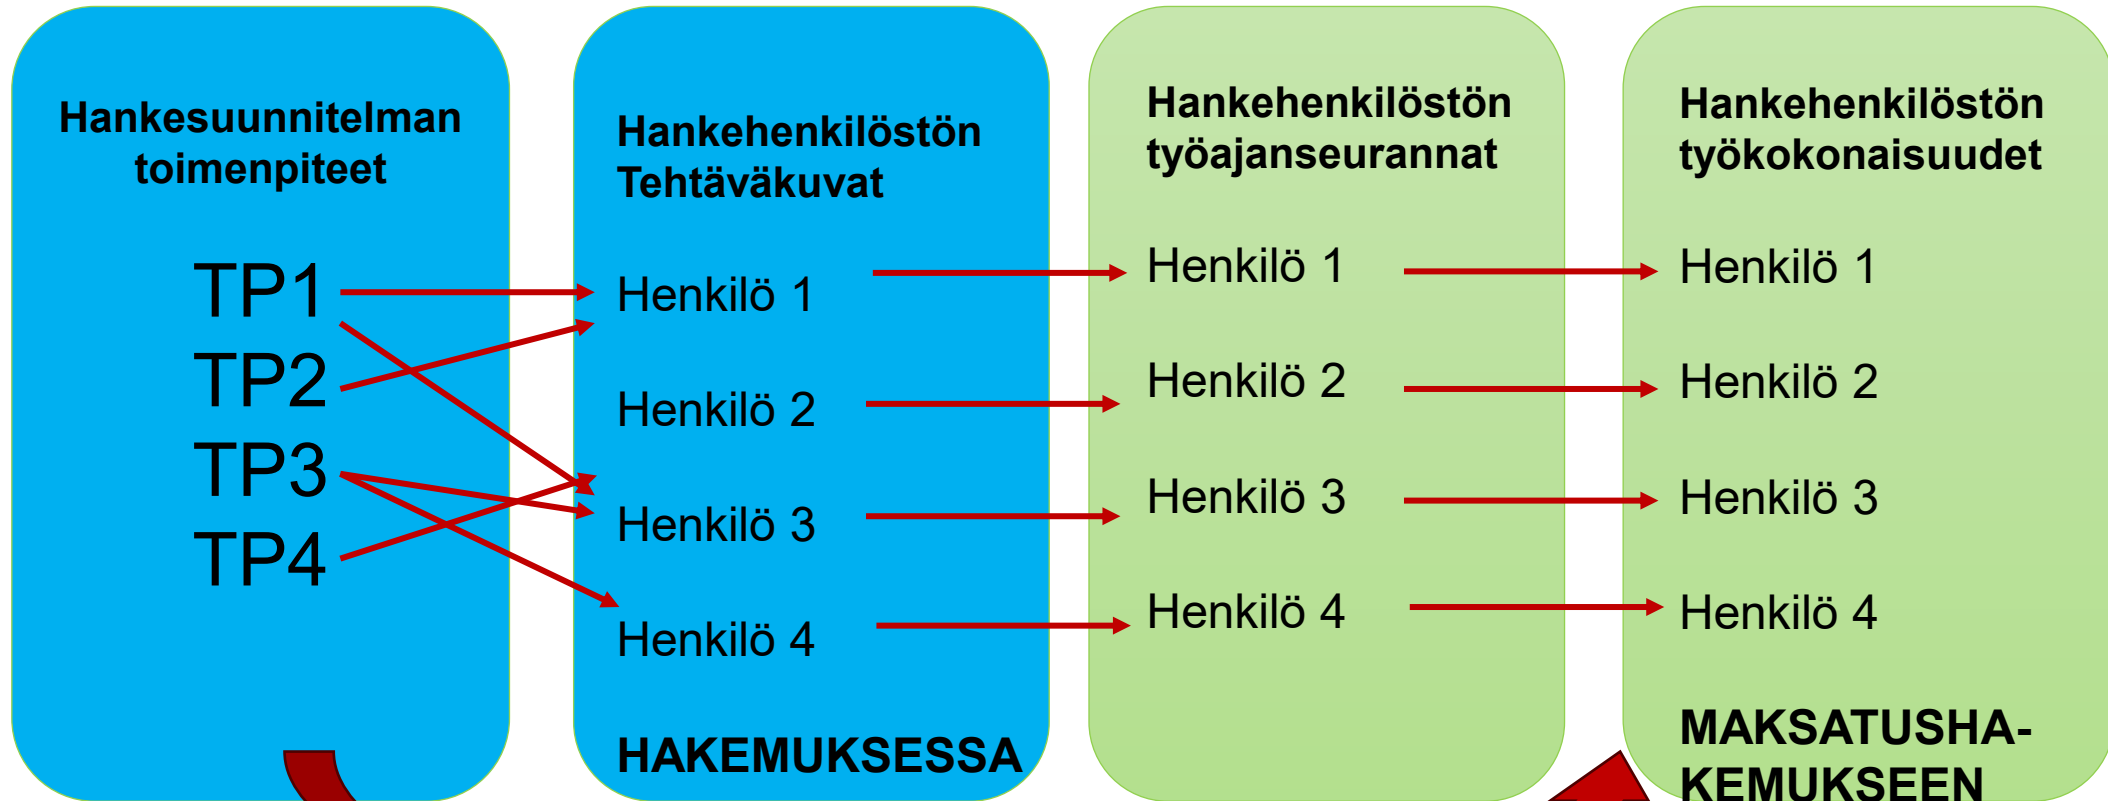 Hankesuunnitelman
toimenpiteet
TP1
TP2
TP3
TP4
Hankehenkilöstön
Tehtäväkuvat
Henkilö 1
Henkilö 2
Henkilö 3
Henkilö 4
HAKEMUKSESSA
Hankehenkilöstön
työajanseurannat
Henkilö 1
Henkilö 2
Henkilö 3
Henkilö 4
Hankehenkilöstön
työkokonaisuudet
Henkilö 1
Henkilö 2
Henkilö 3
Henkilö 4
MAKSATUSHA-
KEMUKSEEN